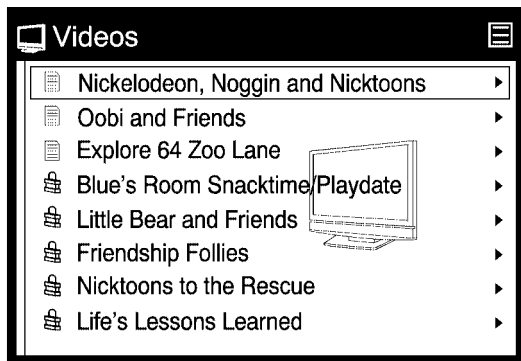 Videos
Nickelodeon, Noggin and Nicktoons
Oobi and Friends
Explore 64 Zoo Lane
Blue's Room Snacktime/Playdate
Little Bear and Friends
Friendship Follies
Nicktoons to the Rescue
Life's Lessons Learned